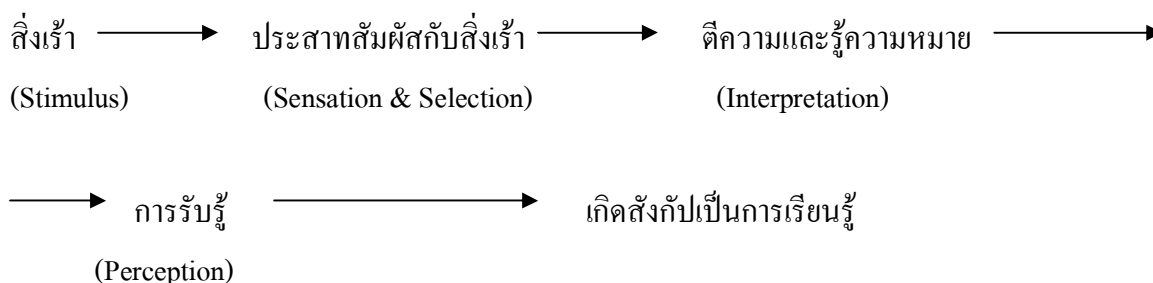 สิ่งเร้า ประสาทสัมผัสกับสิ่งเร้า ตีความและรู้ความหมาย
(Stimulus) (Sensation & Selection) (Interpretation)
การรับรู้ เกิดสังกัปเป็นการเรียนรู้
(Perception)